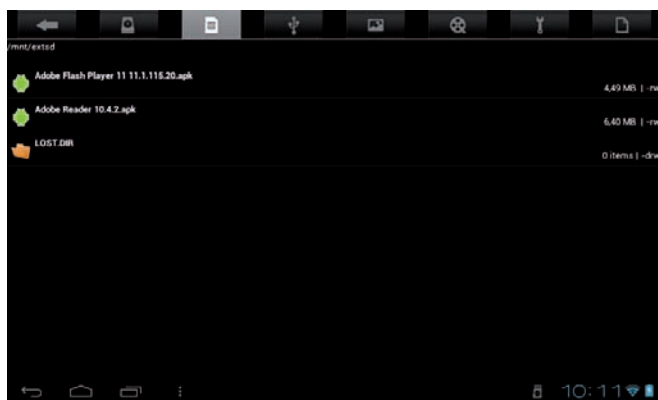 /mnt/extsd
Adobe Flash Player 11 11.1.115.20.apk
4,49 MB | -rw
Adobe Reader 10.4.2.apk
6,40 MB | -rw
LOST.DIR
0 items | -drw
10:11